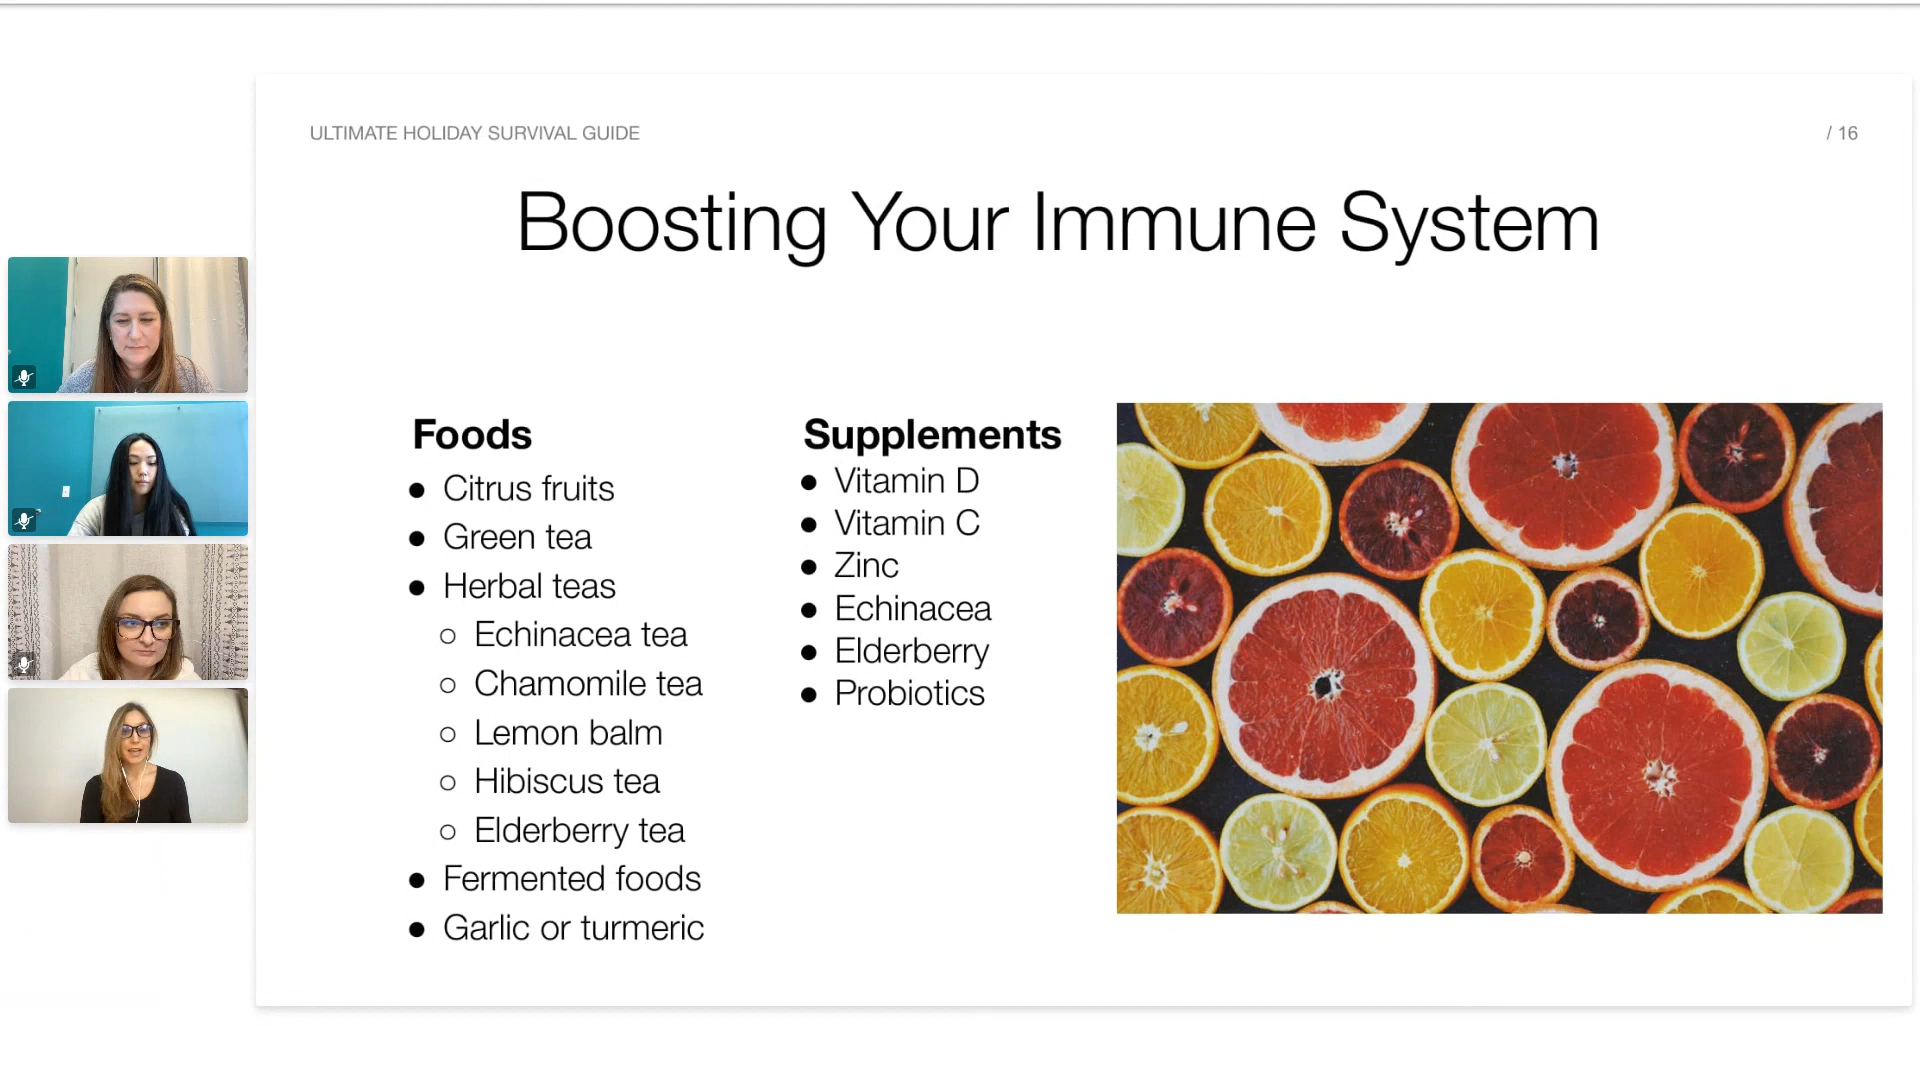 ULTIMATE HOLIDAY SURVIVAL GUIDE
/ 16
Boosting Your Immune System
Foods
● Citrus fruits
● Green tea
● Herbal teas
○ Echinacea tea
○ Chamomile tea
○ Lemon balm
○ Hibiscus tea
○ Elderberry tea
● Fermented foods
● Garlic or turmeric
Supplements
● Vitamin D
● Vitamin C
● Zinc
● Echinacea
● Elderberry
● Probiotics